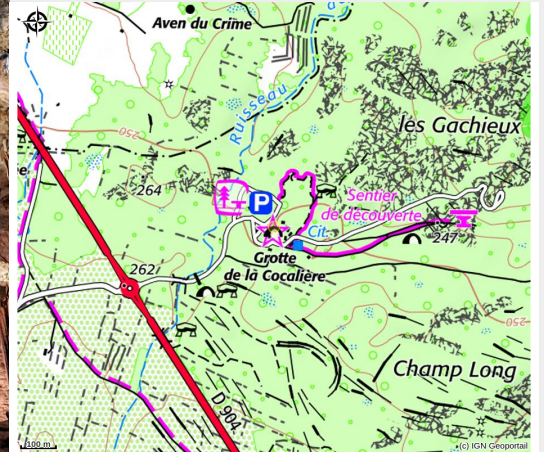 Aven du Crime
Ruisseau
les Gachieux
250
264
P
Sentier
de découverte
Cit.
247
Grotte
de la Cocalière
262
250
Champ Long
D 904
100 m
(c) IGN Geoportail